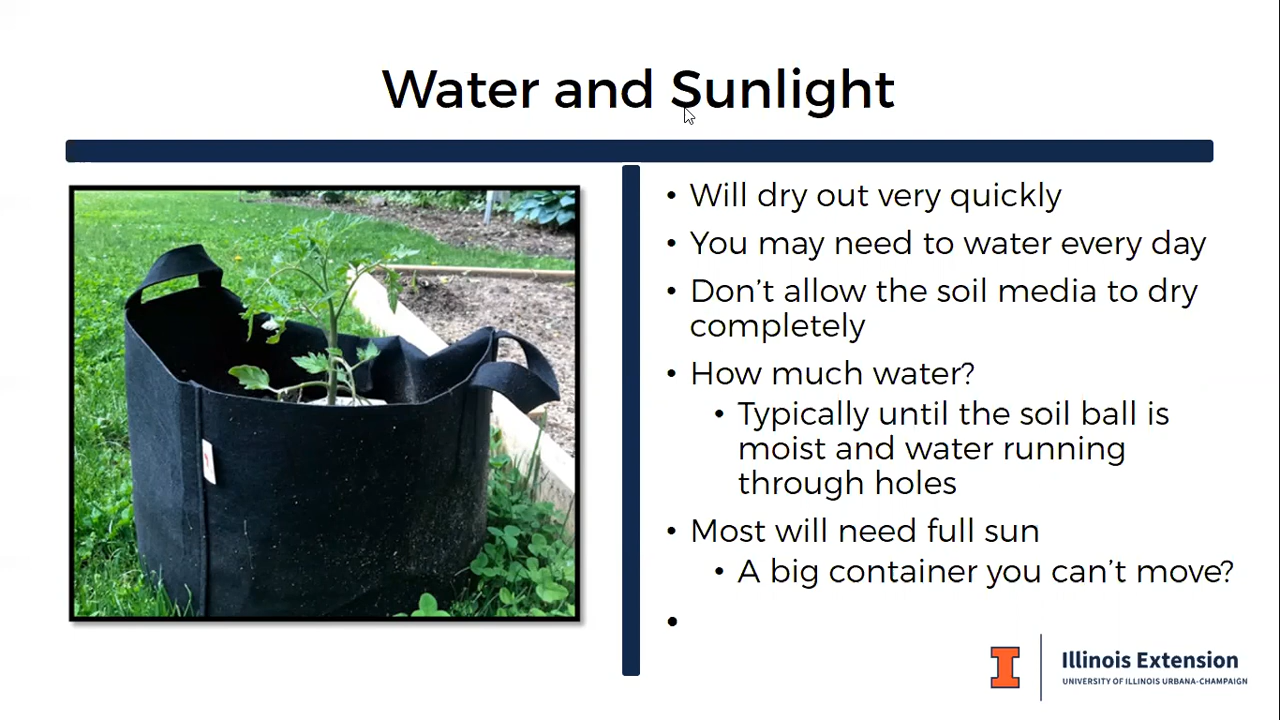 Water and Sunlight
• Will dry out very quickly
• You may need to water every day
• Don’t allow the soil media to dry
completely
• How much water?
• Typically until the soil ball is
moist and water running
through holes
• Most will need full sun
• A big container you can’t move?
•
I
Illinois Extension
UNIVERSITY OF ILLINOIS URBANA-CHAMPAIGN